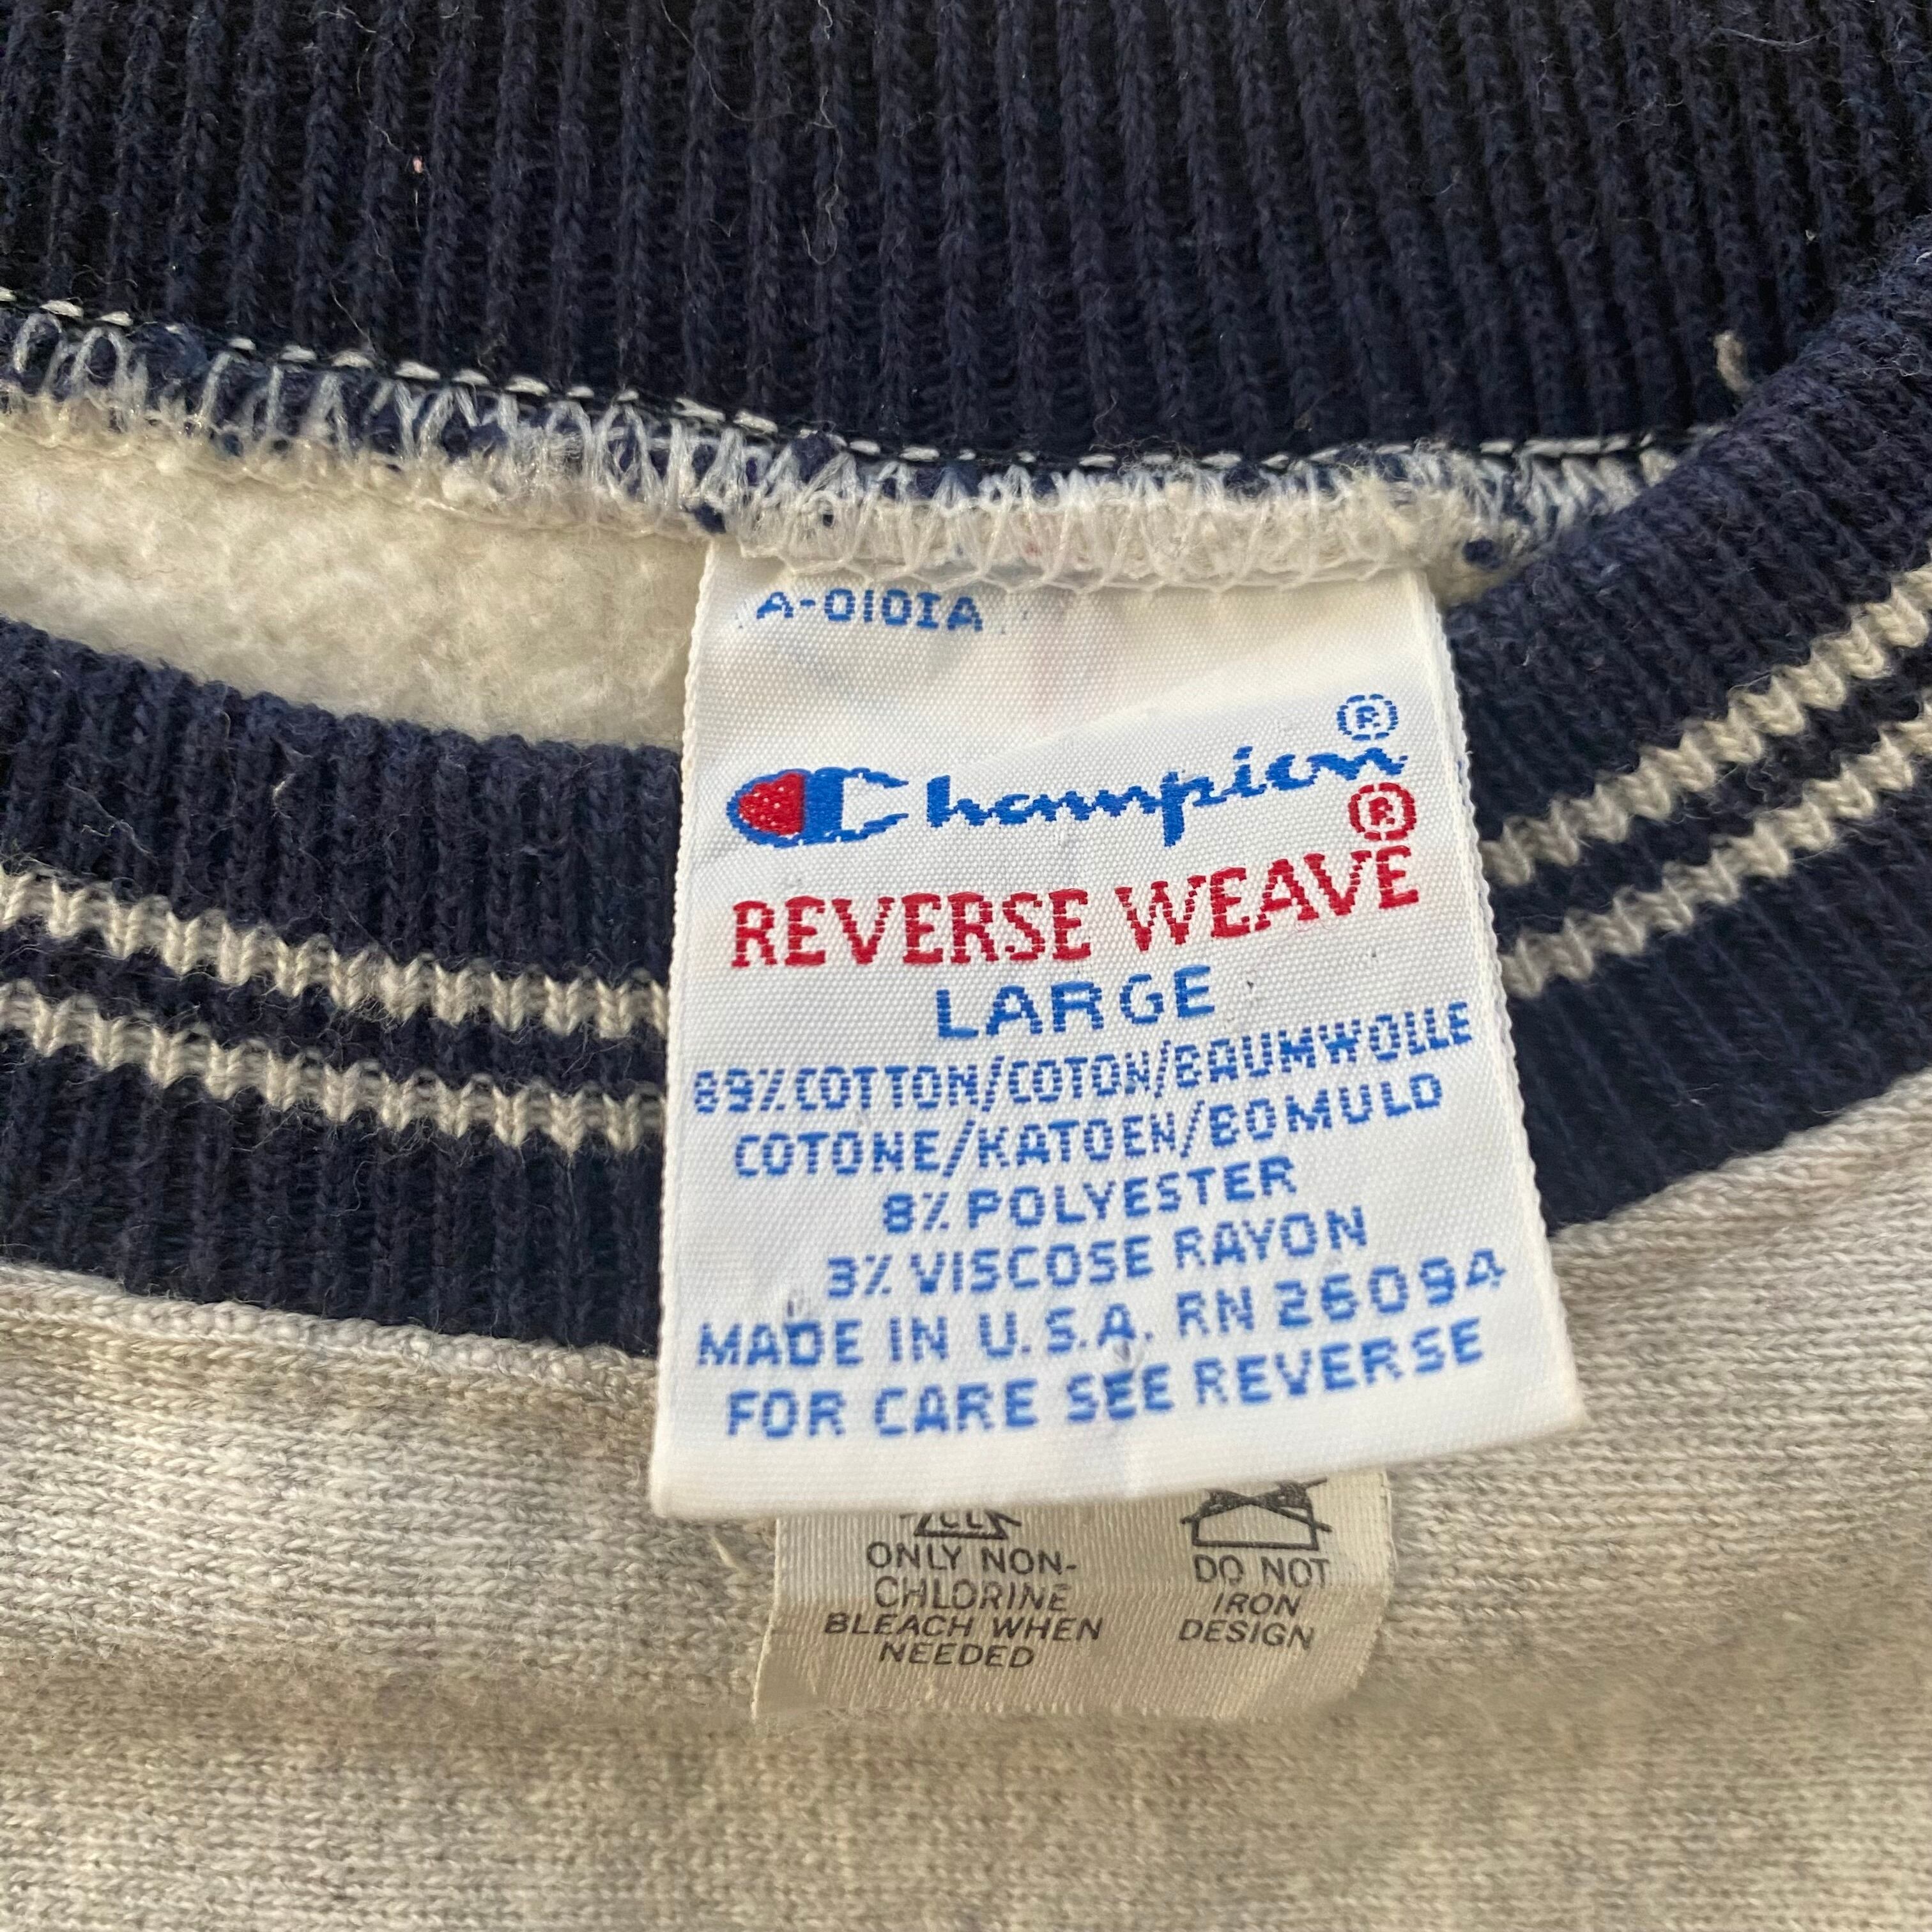 A-0101A
Champion®
REVERSE WEAVE®
LARGE
89% COTTON/COTON/BAUMWOLLE
COTONE/KATOEN/BOMULD
8% POLYESTER
3% VISCOSE RAYON
MADE IN U.S.A. RN 26094
FOR CARE SEE REVERSE
CL
ONLY NON-
CHLORINE
BLEACH WHEN
NEEDED
DO NOT
IRON
DESIGN